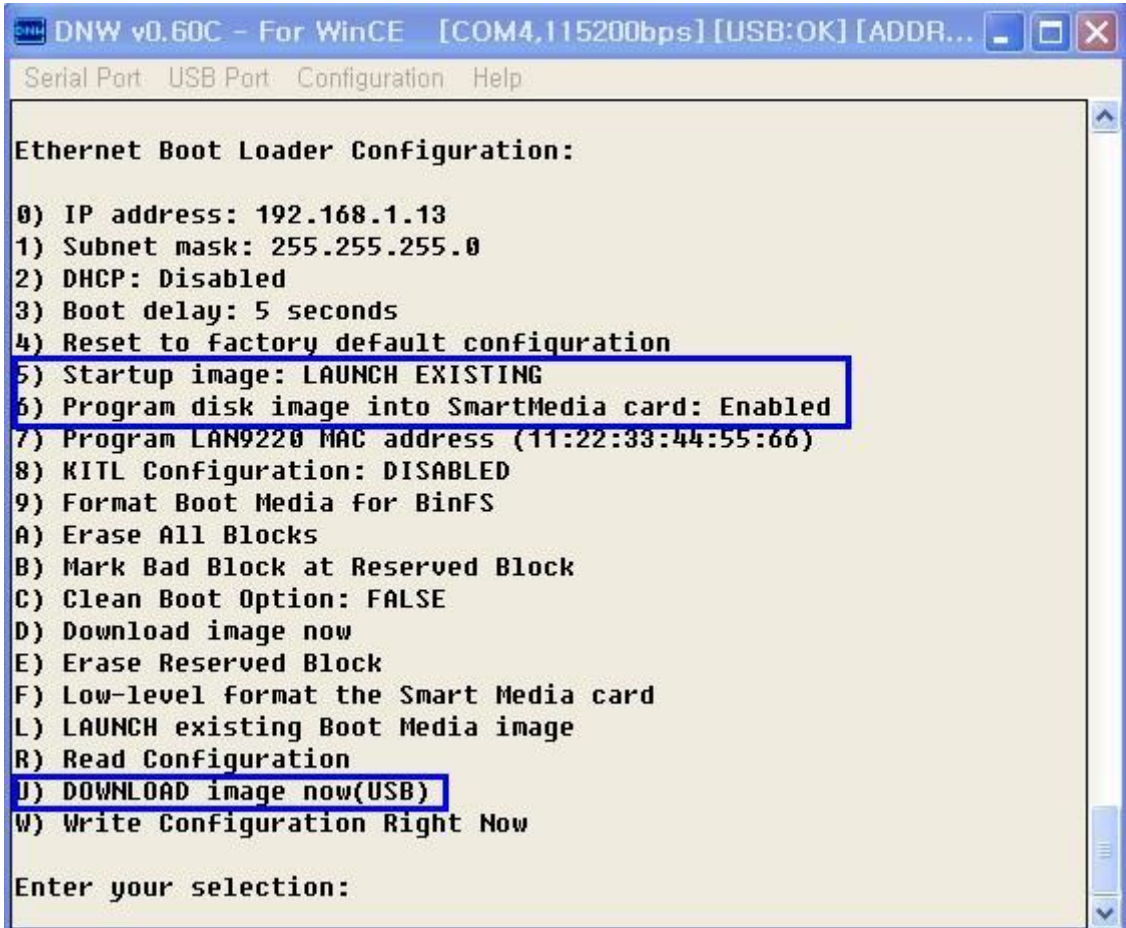 DNW DNW v0.60C - For WinCE [COM4,115200bps][USB:OK][ADDR...
Serial Port USB Port Configuration Help
Ethernet Boot Loader Configuration:
0) IP address: 192.168.1.13
1) Subnet mask: 255.255.255.0
2) DHCP: Disabled
3) Boot delay: 5 seconds
4) Reset to factory default configuration
5) Startup image: LAUNCH EXISTING
6) Program disk image into SmartMedia card: Enabled
7) Program LAN9220 MAC address (11:22:33:44:55:66)
8) KITL Configuration: DISABLED
9) Format Boot Media for BinFS
A) Erase All Blocks
B) Mark Bad Block at Reserved Block
C) Clean Boot Option: FALSE
D) Download image now
E) Erase Reserved Block
F) Low-level format the Smart Media card
L) LAUNCH existing Boot Media image
R) Read Configuration
U) DOWNLOAD image now(USB)
W) Write Configuration Right Now
Enter your selection: